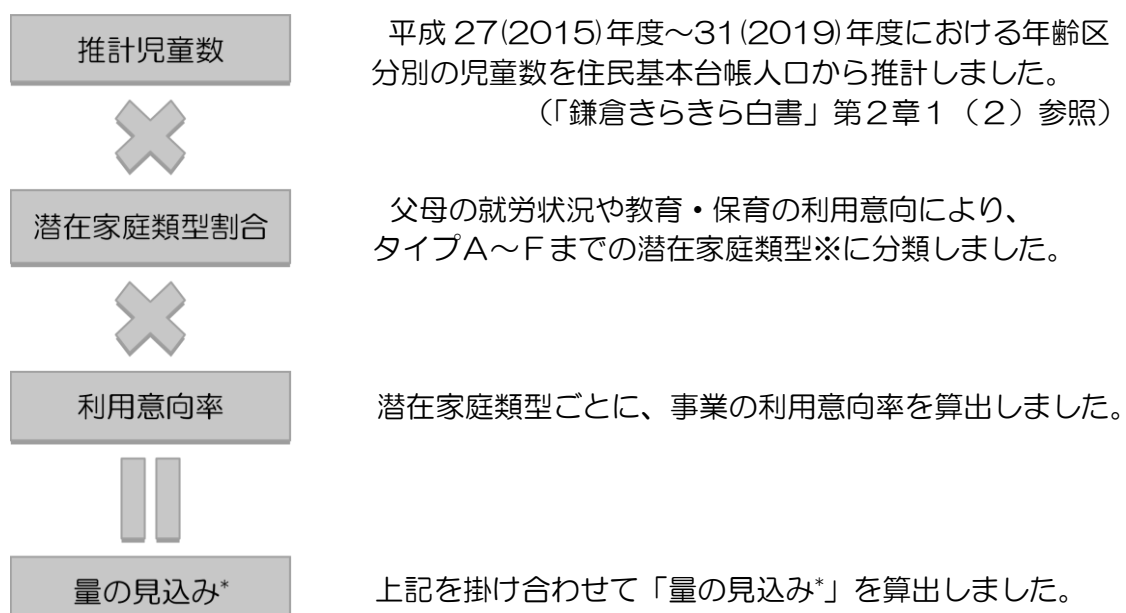 推計児童数
平成 27(2015)年度～31(2019)年度における年齢区
分別の児童数を住民基本台帳人口から推計しました。
（「鎌倉きらきら白書」第２章１（２）参照）
潜在家庭類型割合
父母の就労状況や教育・保育の利用意向により、
タイプＡ～Ｆまでの潜在家庭類型※に分類しました。
利用意向率
潜在家庭類型ごとに、事業の利用意向率を算出しました。
量の見込み*
上記を掛け合わせて「量の見込み*」を算出しました。